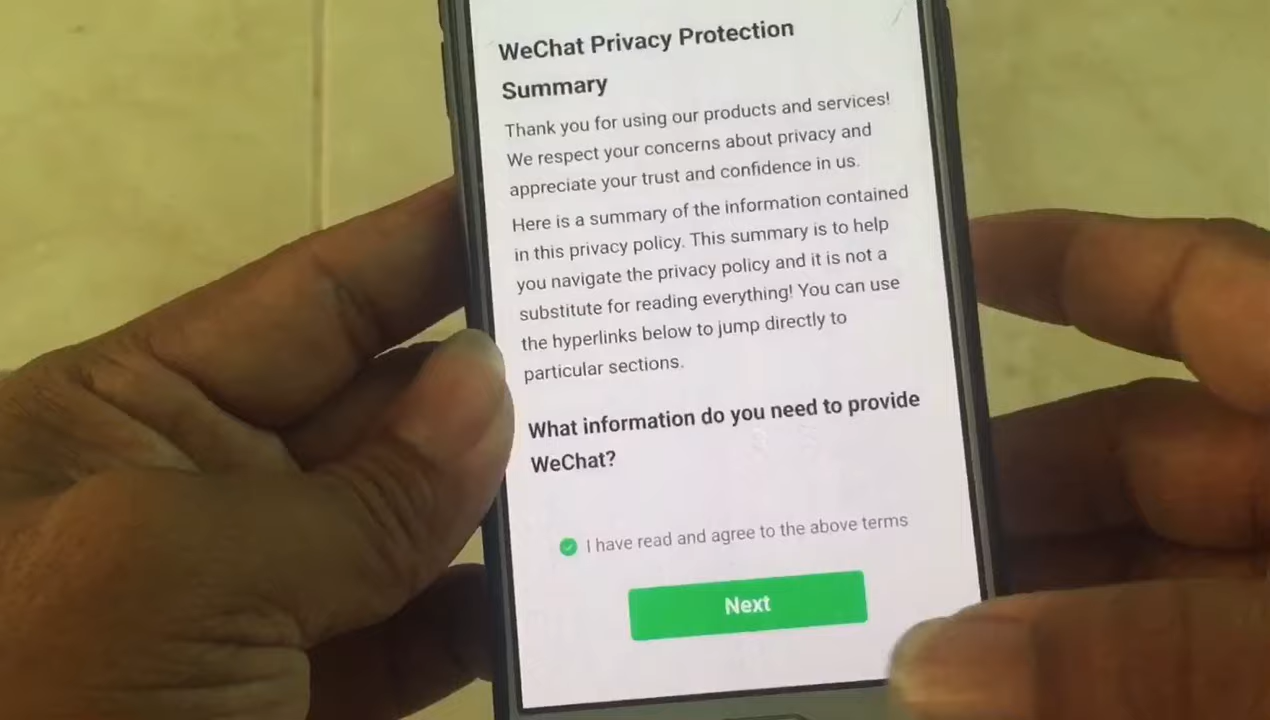 WeChat Privacy Protection
Summary
Thank you for using our products and services!
We respect your concerns about privacy and
appreciate your trust and confidence in us.
Here is a summary of the information contained
in this privacy policy. This summary is to help
you navigate the privacy policy and it is not a
substitute for reading everything! You can use
the hyperlinks below to jump directly to
particular sections.
What information do you need to provide
WeChat?
I have read and agree to the above terms
Next